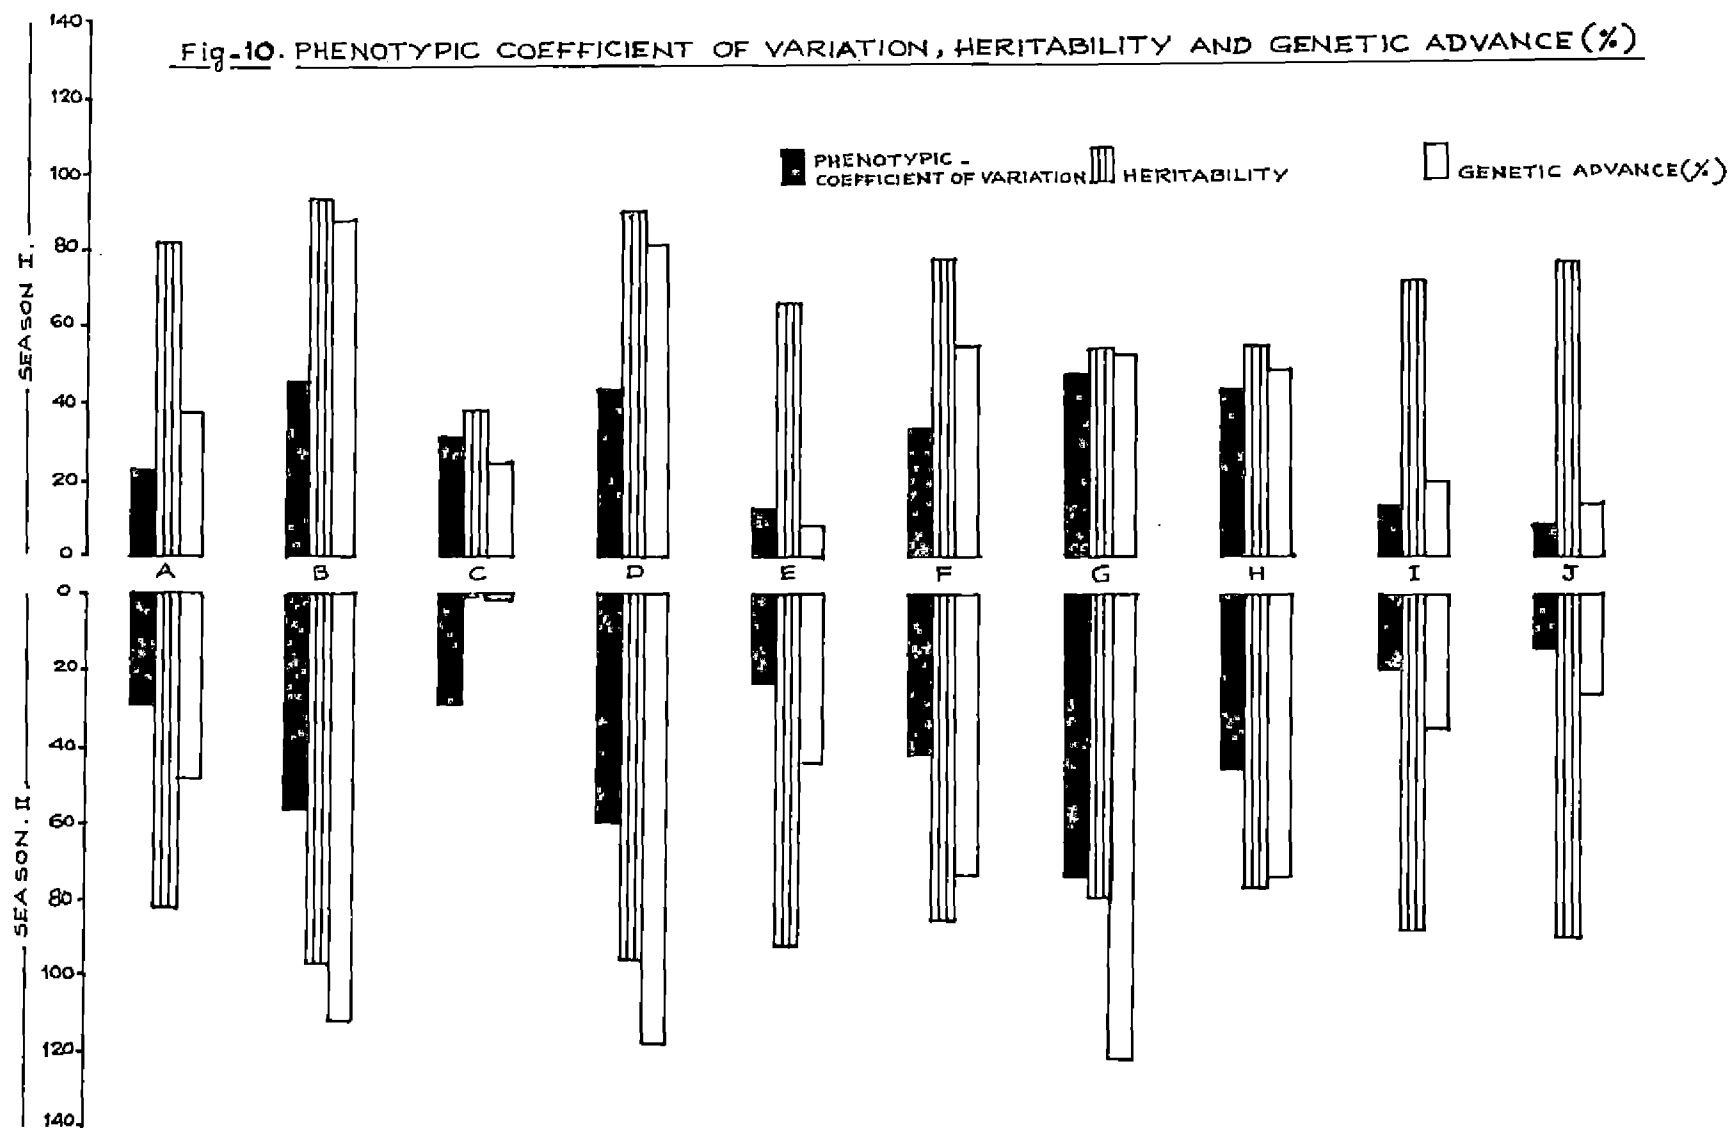 Fig-10. PHENOTYPIC COEFFICIENT OF VARIATION, HERITABILITY AND GENETIC ADVANCE (%)
PHENOTYPIC -
COEFFICIENT OF VARIATION
HERITABILITY
GENETIC ADVANCE (%)
SEASON I.
140
120
100
80
60
40
20
0
A B C D E F G H I J
SEASON. II.
0
20
40
60
80
100
120
140